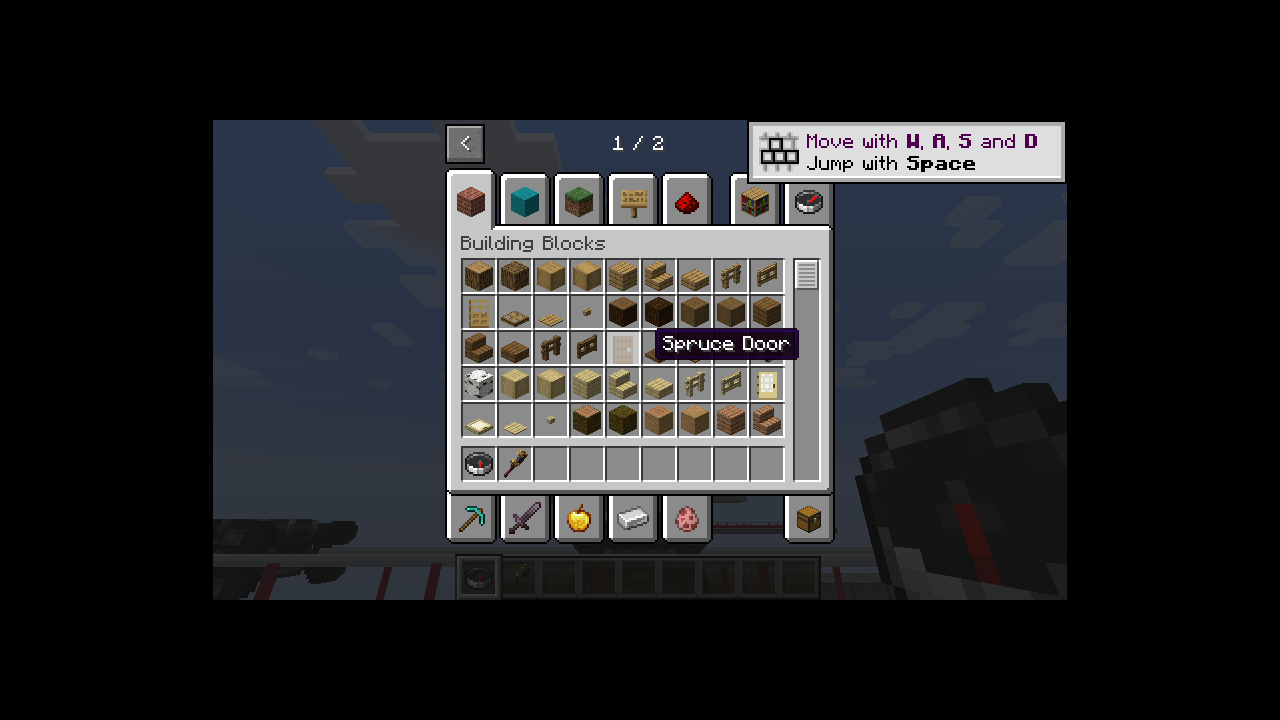 1 / 2
Move with W, A, S and D
Jump with Space
Building Blocks
Spruce Door